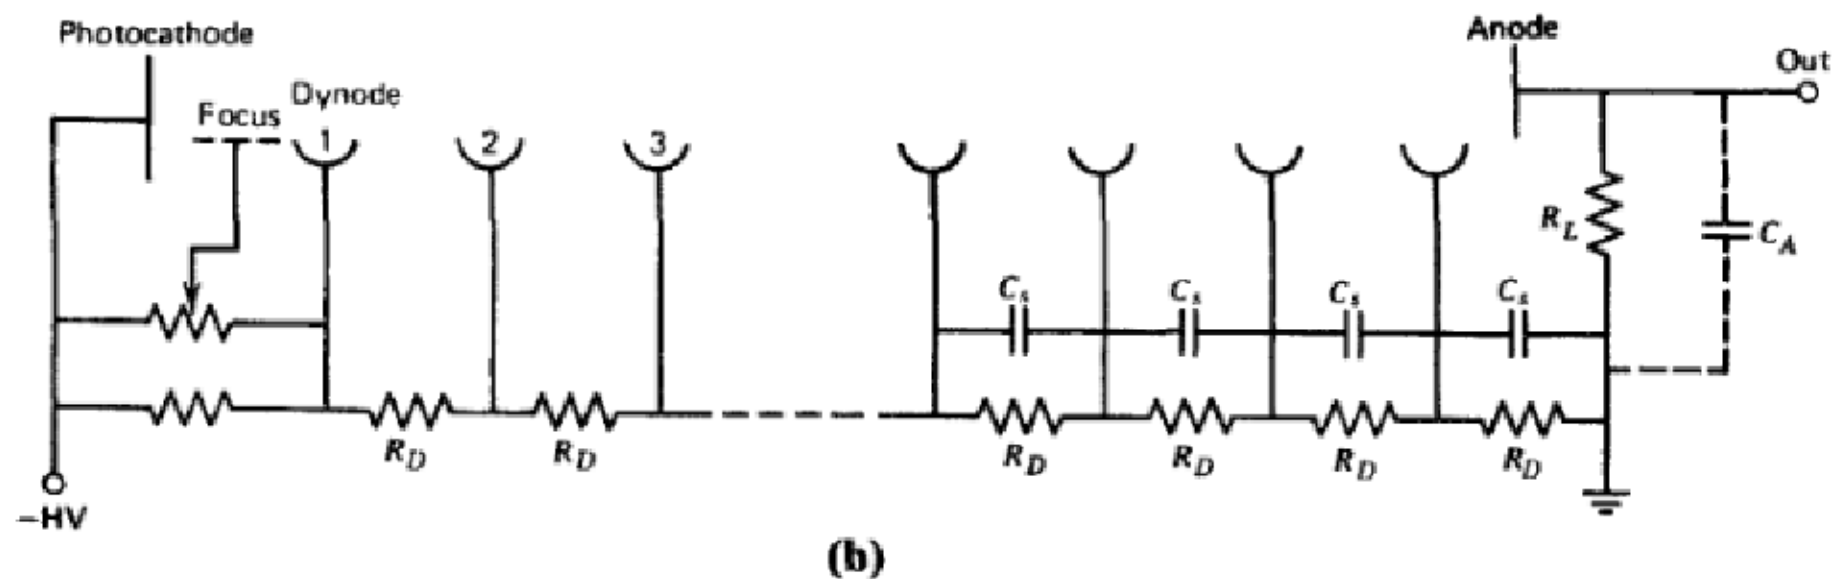 Photocathode
Anode
Out
Focus
Dynode
1
2
3
R_L
C_A
C_s
C_s
C_s
C_s
R_D
R_D
R_D
R_D
R_D
R_D
−HV
(b)